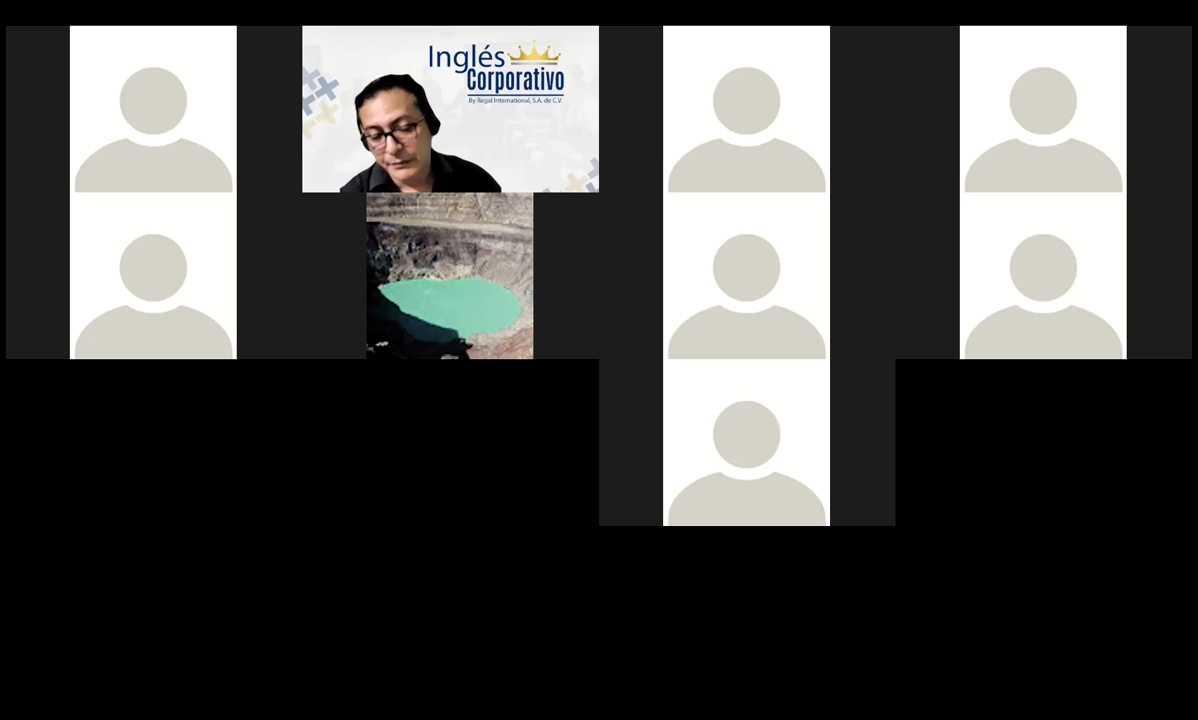 Inglés
Corporativo
By Regal International, S.A. de C.V.